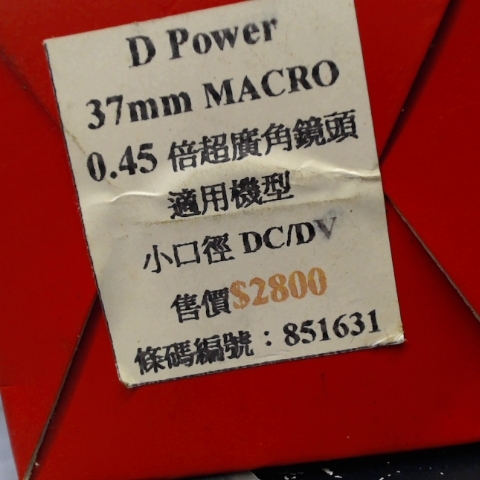 D Power
37mm MACRO
0.45 倍超廣角鏡頭
適用機型
小口徑 DC/DV
售價$2800
條碼編號：851631